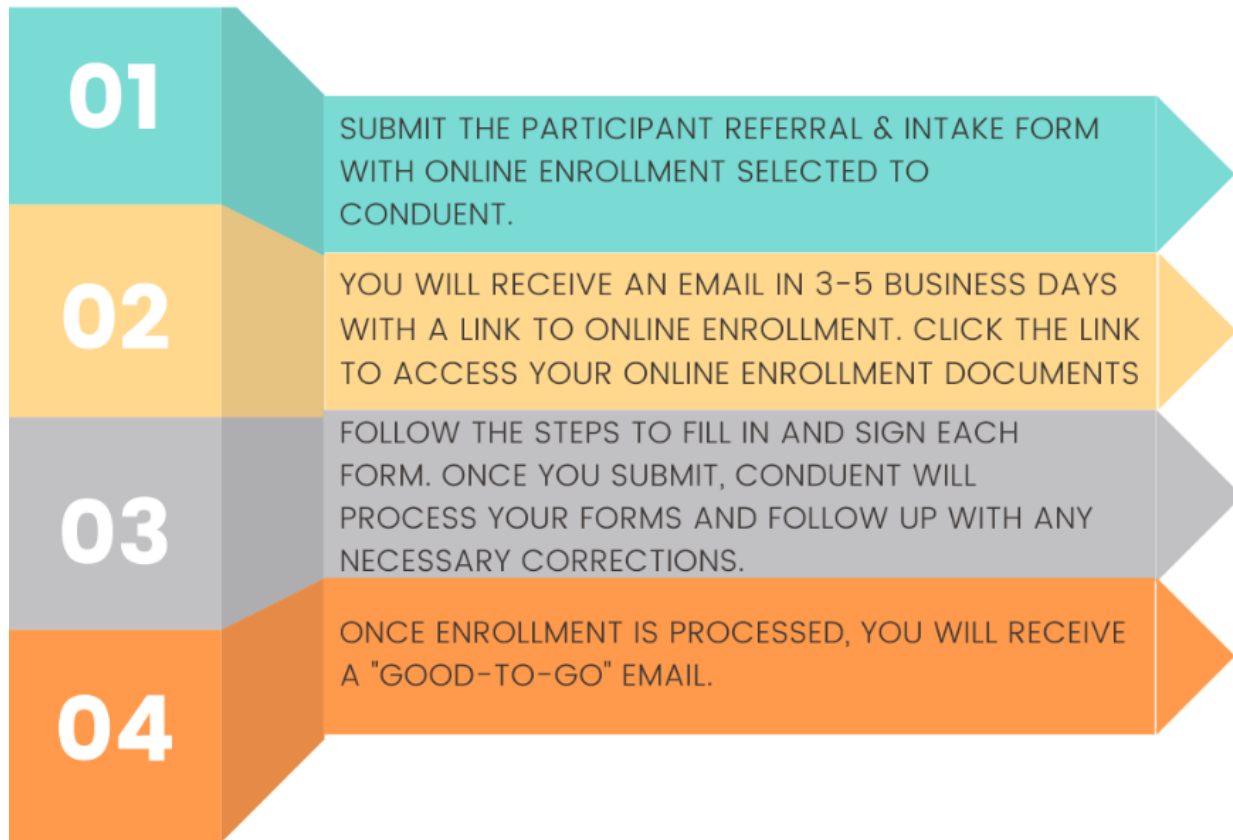 01
SUBMIT THE PARTICIPANT REFERRAL & INTAKE FORM
WITH ONLINE ENROLLMENT SELECTED TO
CONDUENT.
02
YOU WILL RECEIVE AN EMAIL IN 3-5 BUSINESS DAYS
WITH A LINK TO ONLINE ENROLLMENT. CLICK THE LINK
TO ACCESS YOUR ONLINE ENROLLMENT DOCUMENTS
03
FOLLOW THE STEPS TO FILL IN AND SIGN EACH
FORM. ONCE YOU SUBMIT, CONDUENT WILL
PROCESS YOUR FORMS AND FOLLOW UP WITH ANY
NECESSARY CORRECTIONS.
04
ONCE ENROLLMENT IS PROCESSED, YOU WILL RECEIVE
A "GOOD-TO-GO" EMAIL.